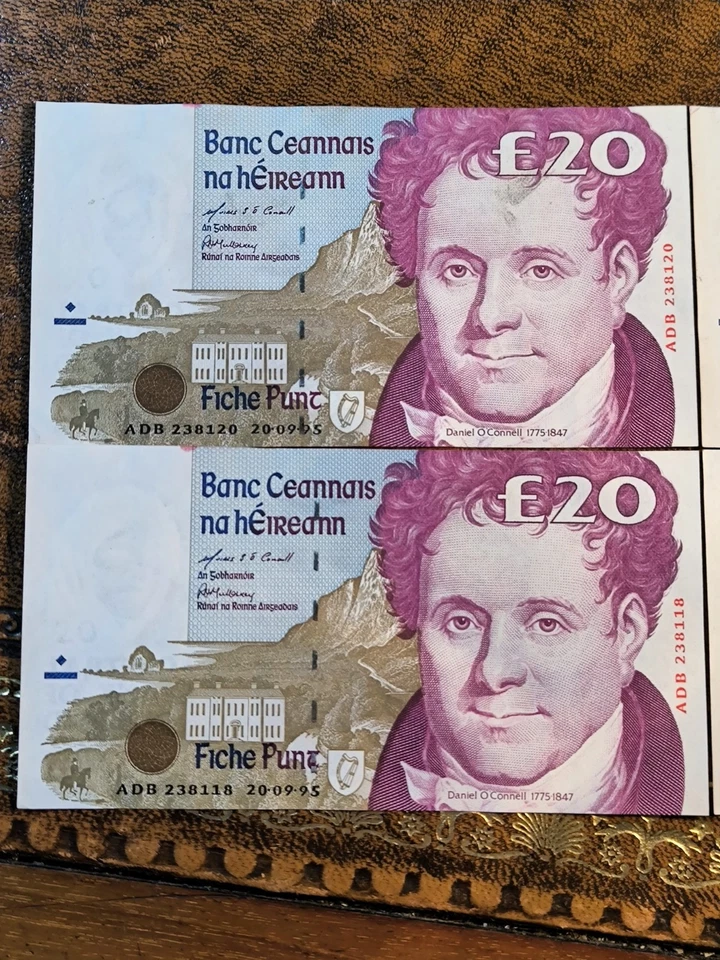 Banc Ceannais
na hÉireann
£20
An Gobharnóir
Rúnaí na Roinne Airgeadais
ADB 238120
Fiche Punt
ADB 238120 20·09·95
Daniel O'Connell 1775-1847
Banc Ceannais
na hÉireann
£20
An Gobharnóir
Rúnaí na Roinne Airgeadais
ADB 238118
Fiche Punt
ADB 238118 20·09·95
Daniel O'Connell 1775-1847